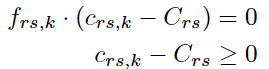 f_{rs,k} · (c_{rs,k} − C_{rs}) = 0
c_{rs,k} − C_{rs} ≥ 0